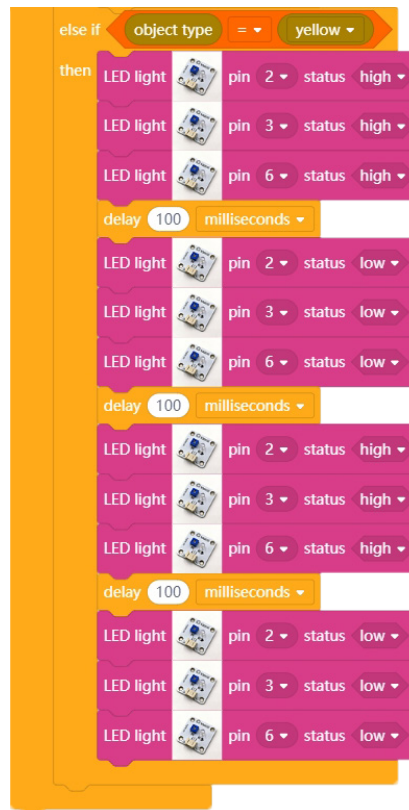 else if object type = yellow
then LED light pin 2 status high
LED light pin 3 status high
LED light pin 6 status high
delay 100 milliseconds
LED light pin 2 status low
LED light pin 3 status low
LED light pin 6 status low
delay 100 milliseconds
LED light pin 2 status high
LED light pin 3 status high
LED light pin 6 status high
delay 100 milliseconds
LED light pin 2 status low
LED light pin 3 status low
LED light pin 6 status low